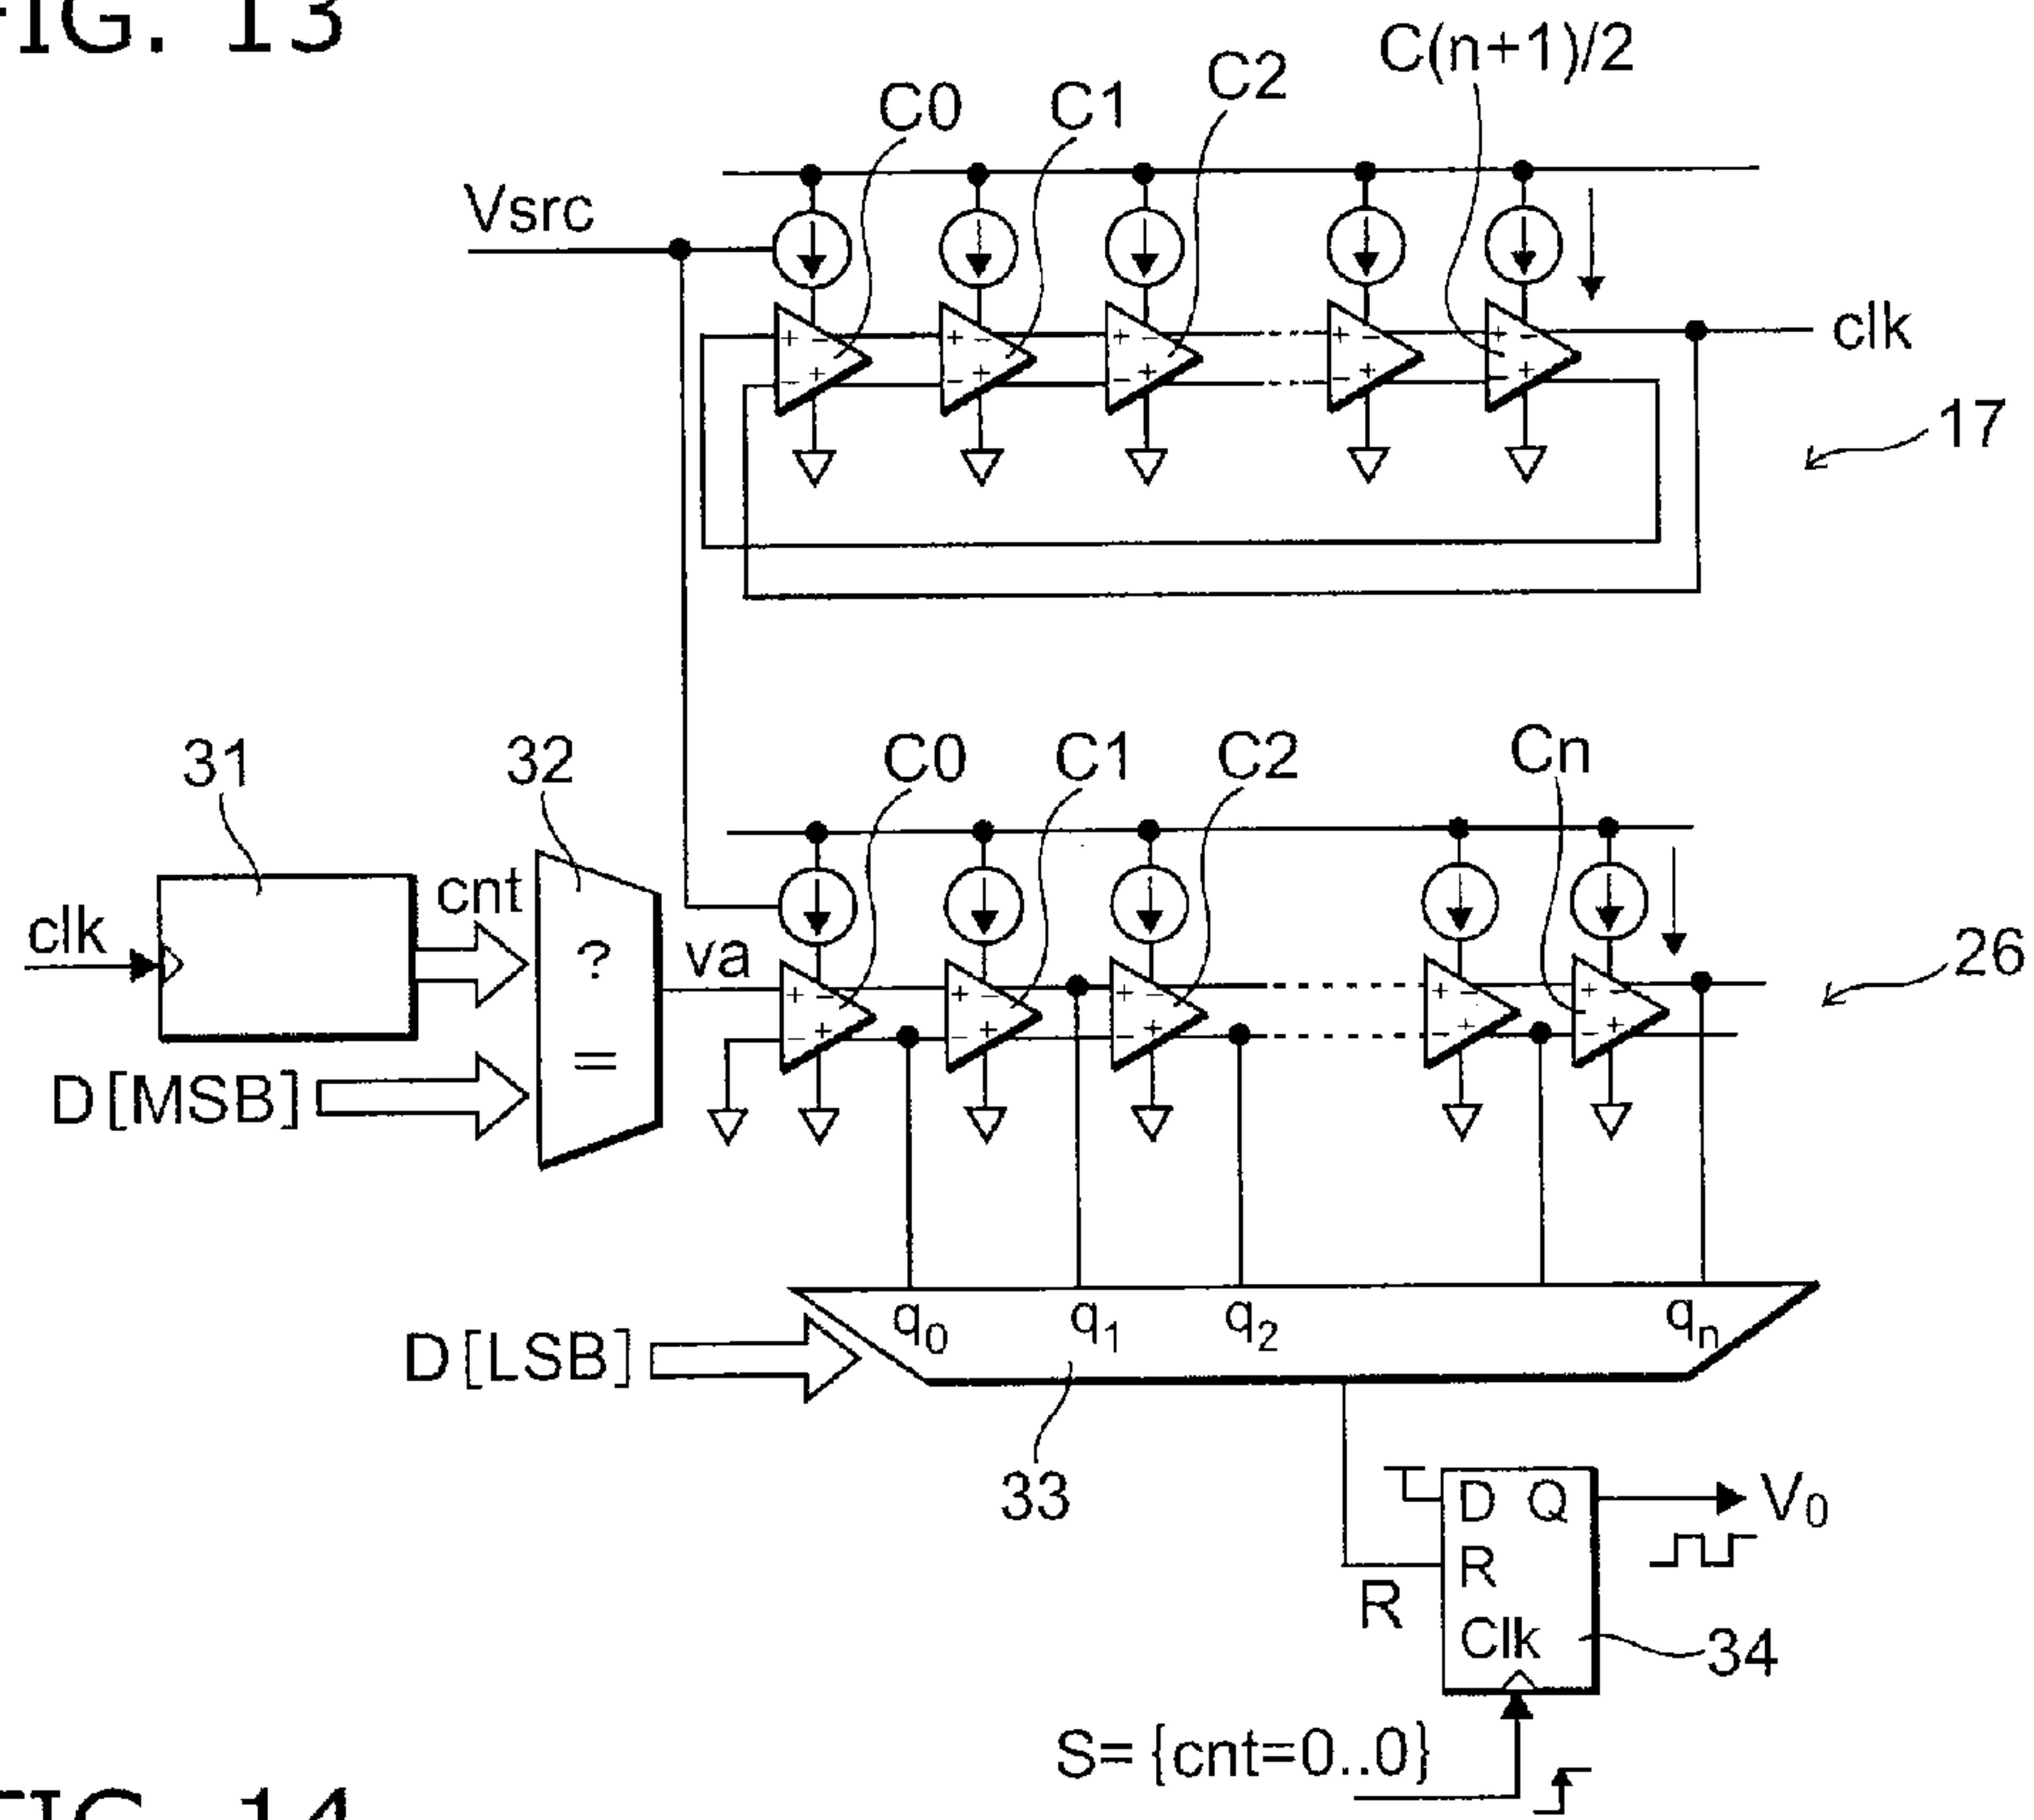 FIG. 13
C0
C1
C2
C(n+1)/2
Vsrc
+ − − +
+ − − +
+ − − +
+ − − +
+ − − +
clk
17
31
32
C0
C1
C2
Cn
clk
cnt
?
=
va
+ − − +
+ − − +
+ − − +
+ − − +
+ − − +
26
D[MSB]
q0
q1
q2
qn
D[LSB]
33
D Q
V0
R
R
Clk
34
S= {cnt=0..0}
FIG. 14